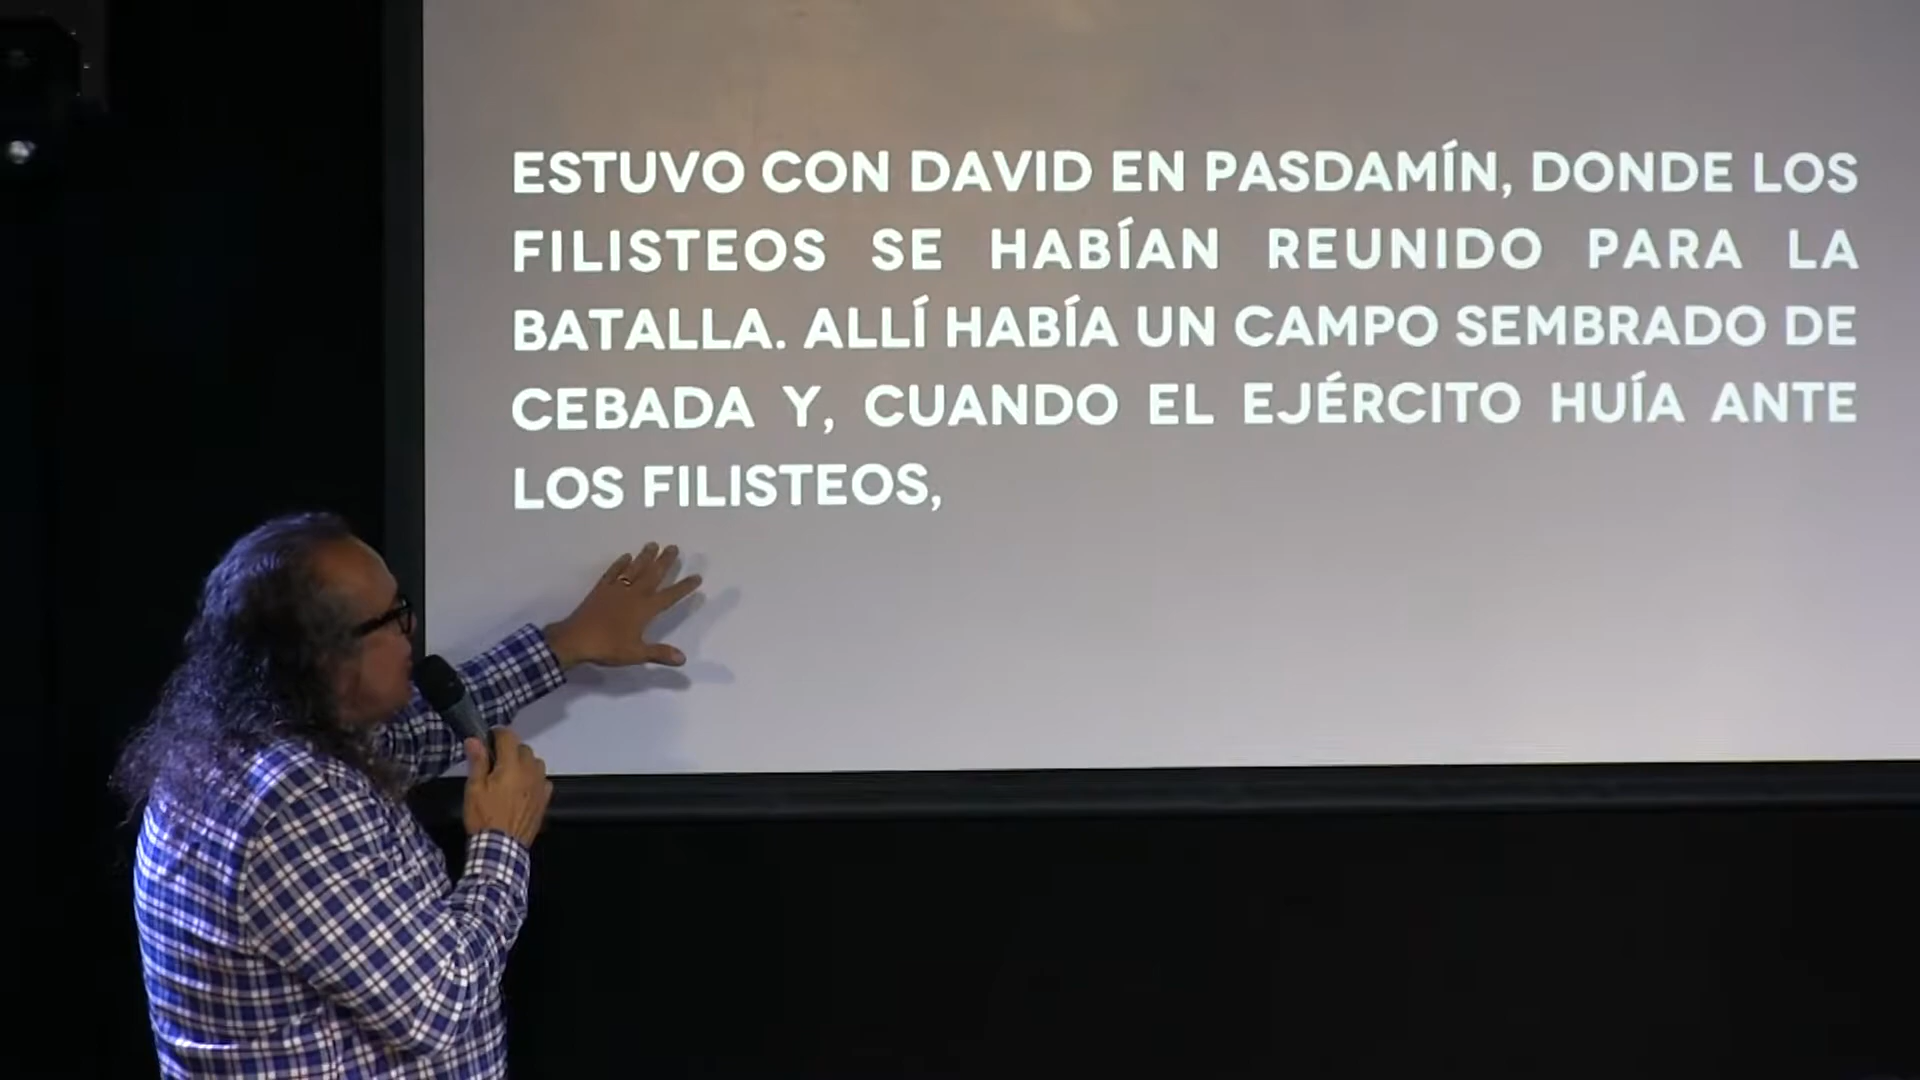 ESTUVO CON DAVID EN PASDAMÍN, DONDE LOS
FILISTEOS SE HABÍAN REUNIDO PARA LA
BATALLA. ALLÍ HABÍA UN CAMPO SEMBRADO DE
CEBADA Y, CUANDO EL EJÉRCITO HUÍA ANTE
LOS FILISTEOS,